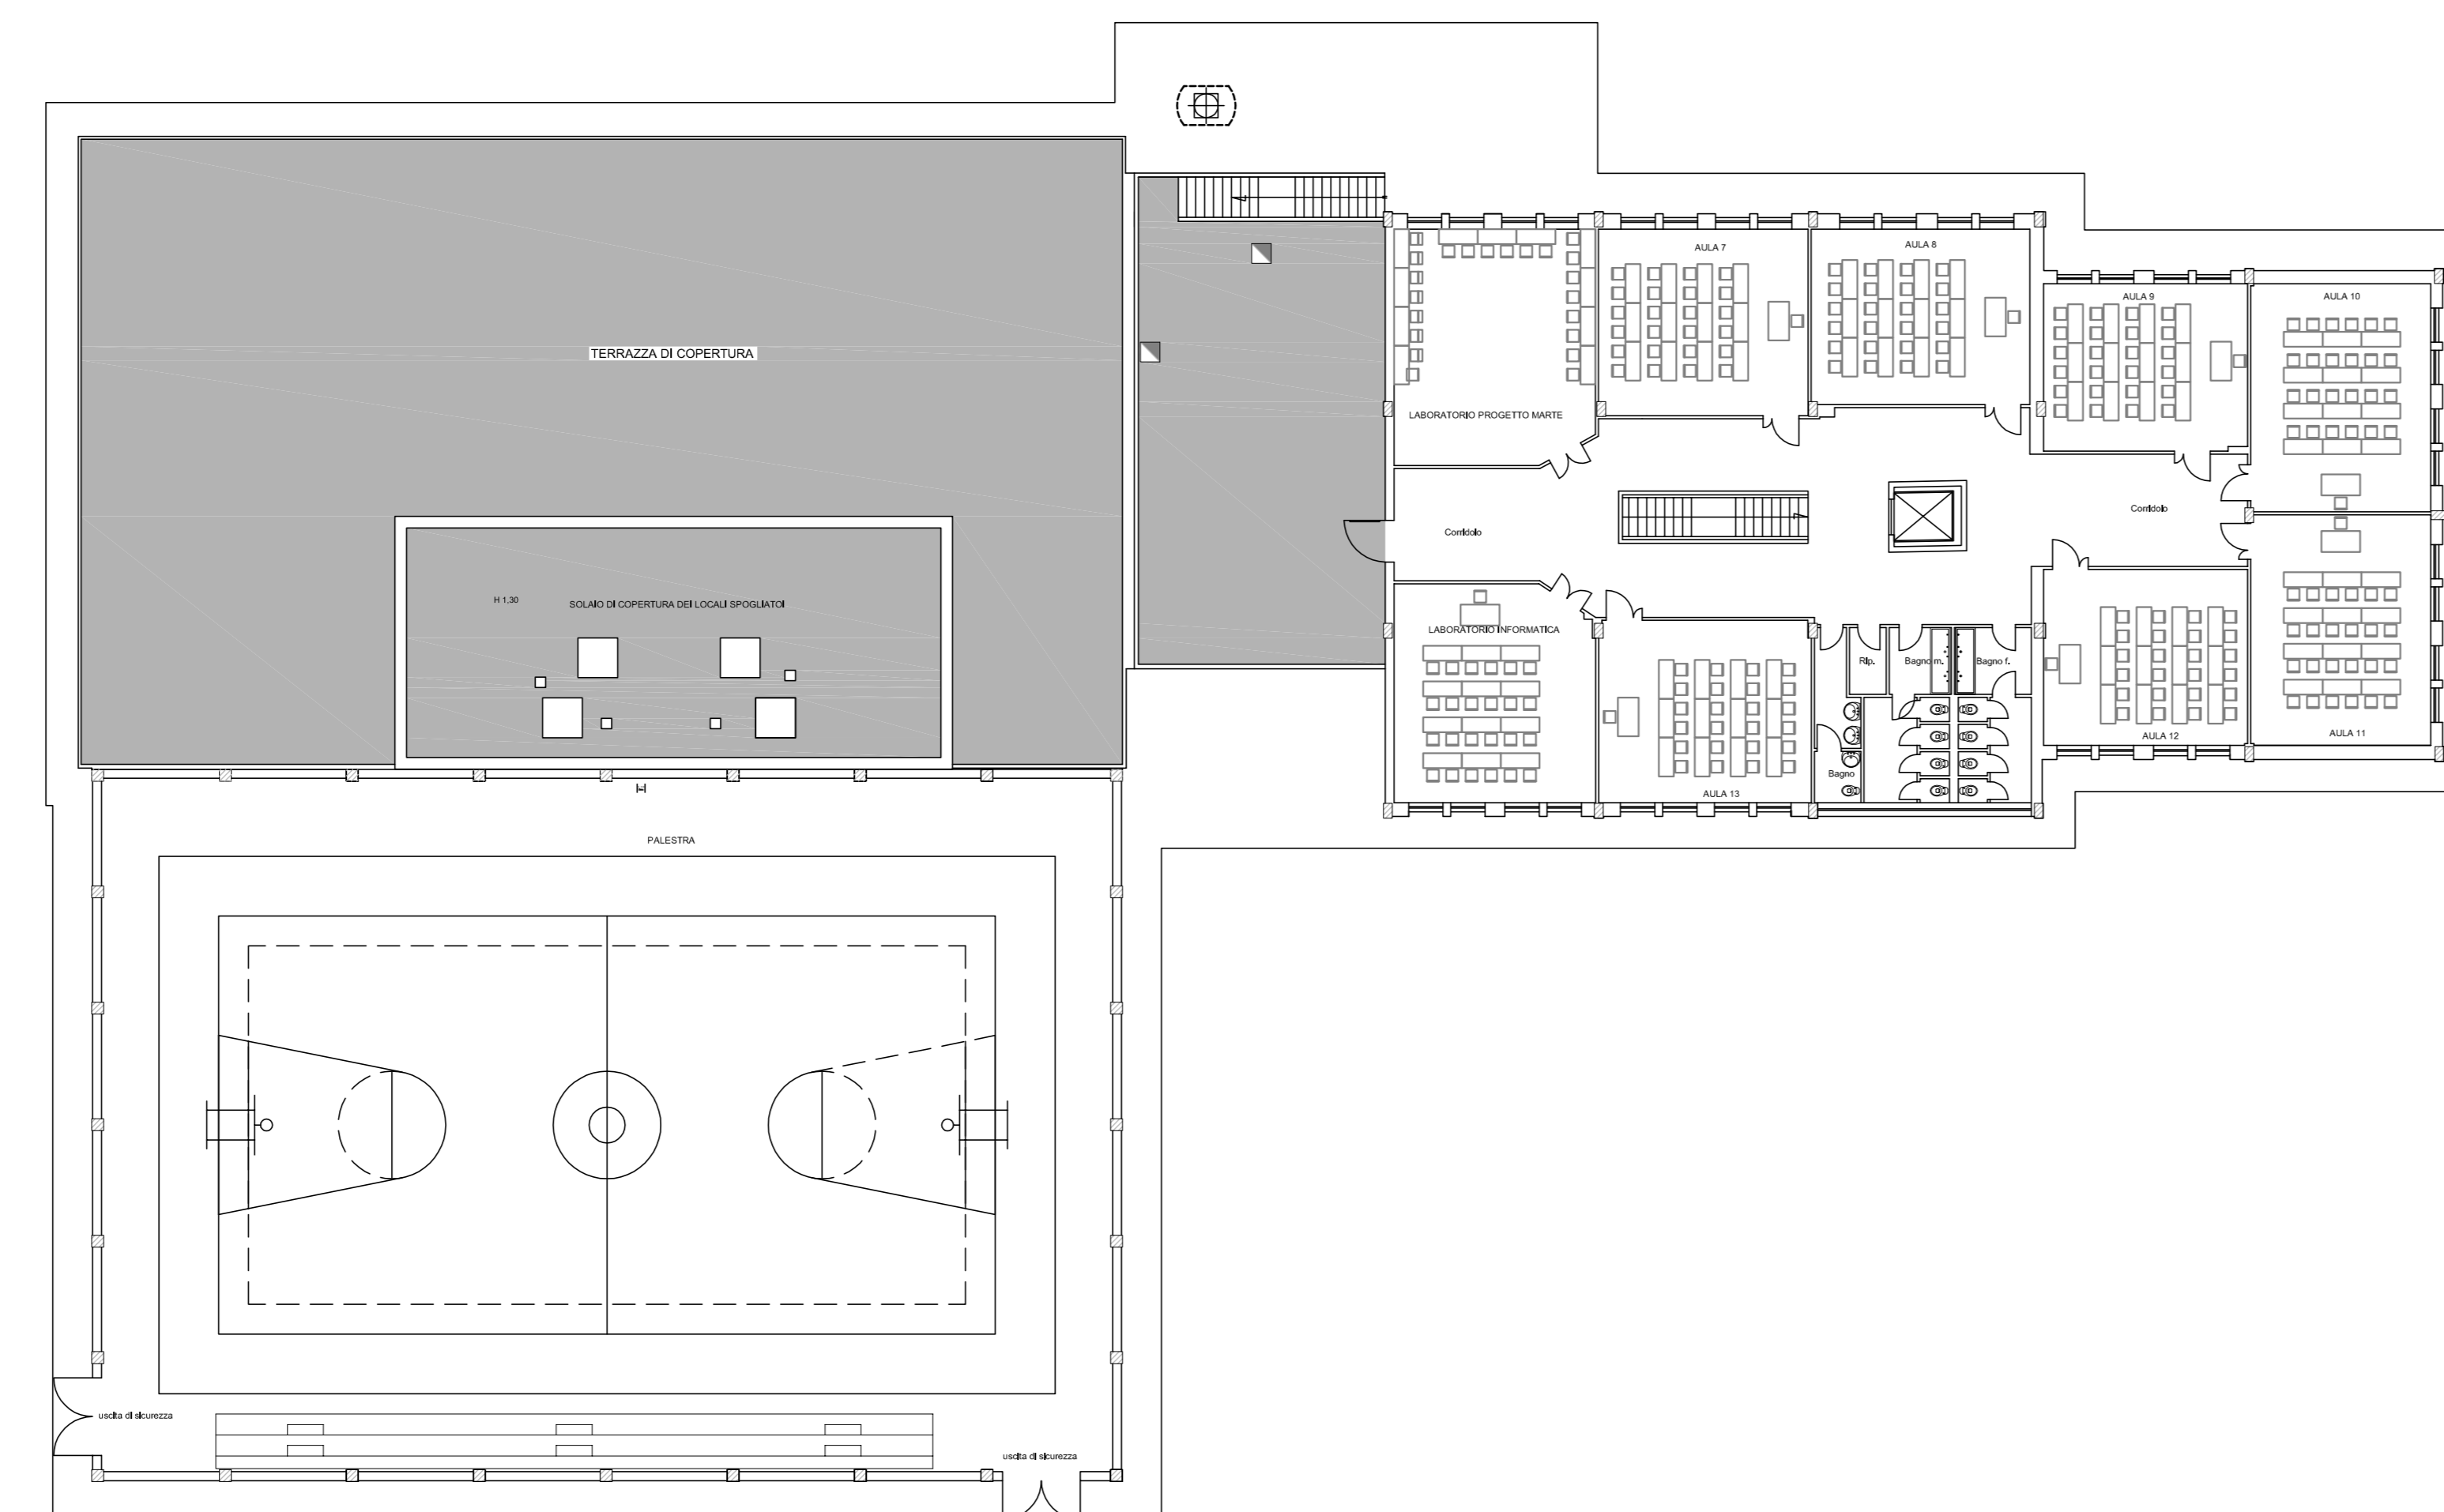 AULA 7
AULA 8
AULA 9
AULA 10
TERRAZZA DI COPERTURA
LABORATORIO PROGETTO MARTE
Corridoio
Corridoio
H 1,30
SOLAIO DI COPERTURA DEI LOCALI SPOGLIATOI
LABORATORIO INFORMATICA
Rip.
Bagno m.
Bagno f.
AULA 12
AULA 11
Bagno
AULA 13
PALESTRA
uscita di sicurezza
uscita di sicurezza